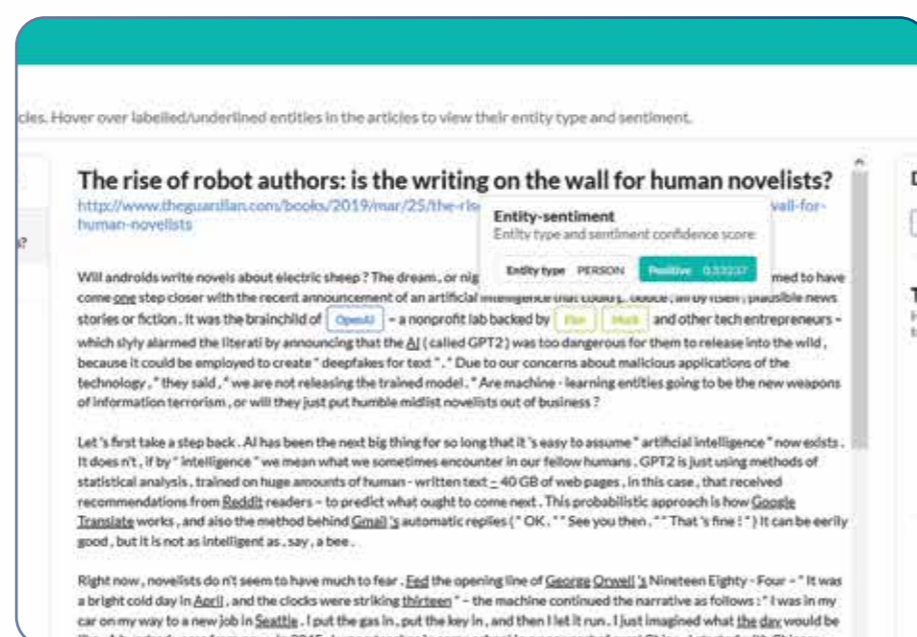 cles. Hover over labelled/underlined entities in the articles to view their entity type and sentiment.
The rise of robot authors: is the writing on the wall for human novelists?
http://www.theguardian.com/books/2019/mar/25/the-ris
wall-for-
human-novelists
s?
Entity-sentiment
Entity type and sentiment confidence score
Entity type PERSON Positive 0.33237
Will androids write novels about electric sheep ? The dream , or nig
med to have
come one step closer with the recent announcement of an artificial intelligence that could p , all by itself , plausible news
stories or fiction . It was the brainchild of OpenAI – a nonprofit lab backed by Elon Musk and other tech entrepreneurs –
which slyly alarmed the literati by announcing that the AI ( called GPT2 ) was too dangerous for them to release into the wild ,
because it could be employed to create " deepfakes for text " . " Due to our concerns about malicious applications of the
technology , " they said , " we are not releasing the trained model . " Are machine - learning entities going to be the new weapons
of information terrorism , or will they just put humble midlist novelists out of business ?
Let 's first take a step back . AI has been the next big thing for so long that it 's easy to assume " artificial intelligence " now exists .
It does n't , if by " intelligence " we mean what we sometimes encounter in our fellow humans . GPT2 is just using methods of
statistical analysis , trained on huge amounts of human - written text – 40 GB of web pages , in this case , that received
recommendations from Reddit readers – to predict what ought to come next . This probabilistic approach is how Google
Translate works , and also the method behind Gmail 's automatic replies ( " OK . " " See you then . " " That 's fine ! " ) It can be eerily
good , but it is not as intelligent as , say , a bee .
Right now , novelists do n't seem to have much to fear . Fed the opening line of George Orwell 's Nineteen Eighty - Four – " It was
a bright cold day in April , and the clocks were striking thirteen " – the machine continued the narrative as follows : " I was in my
car on my way to a new job in Seattle . I put the gas in , put the key in , and then I let it run . I just imagined what the day would be